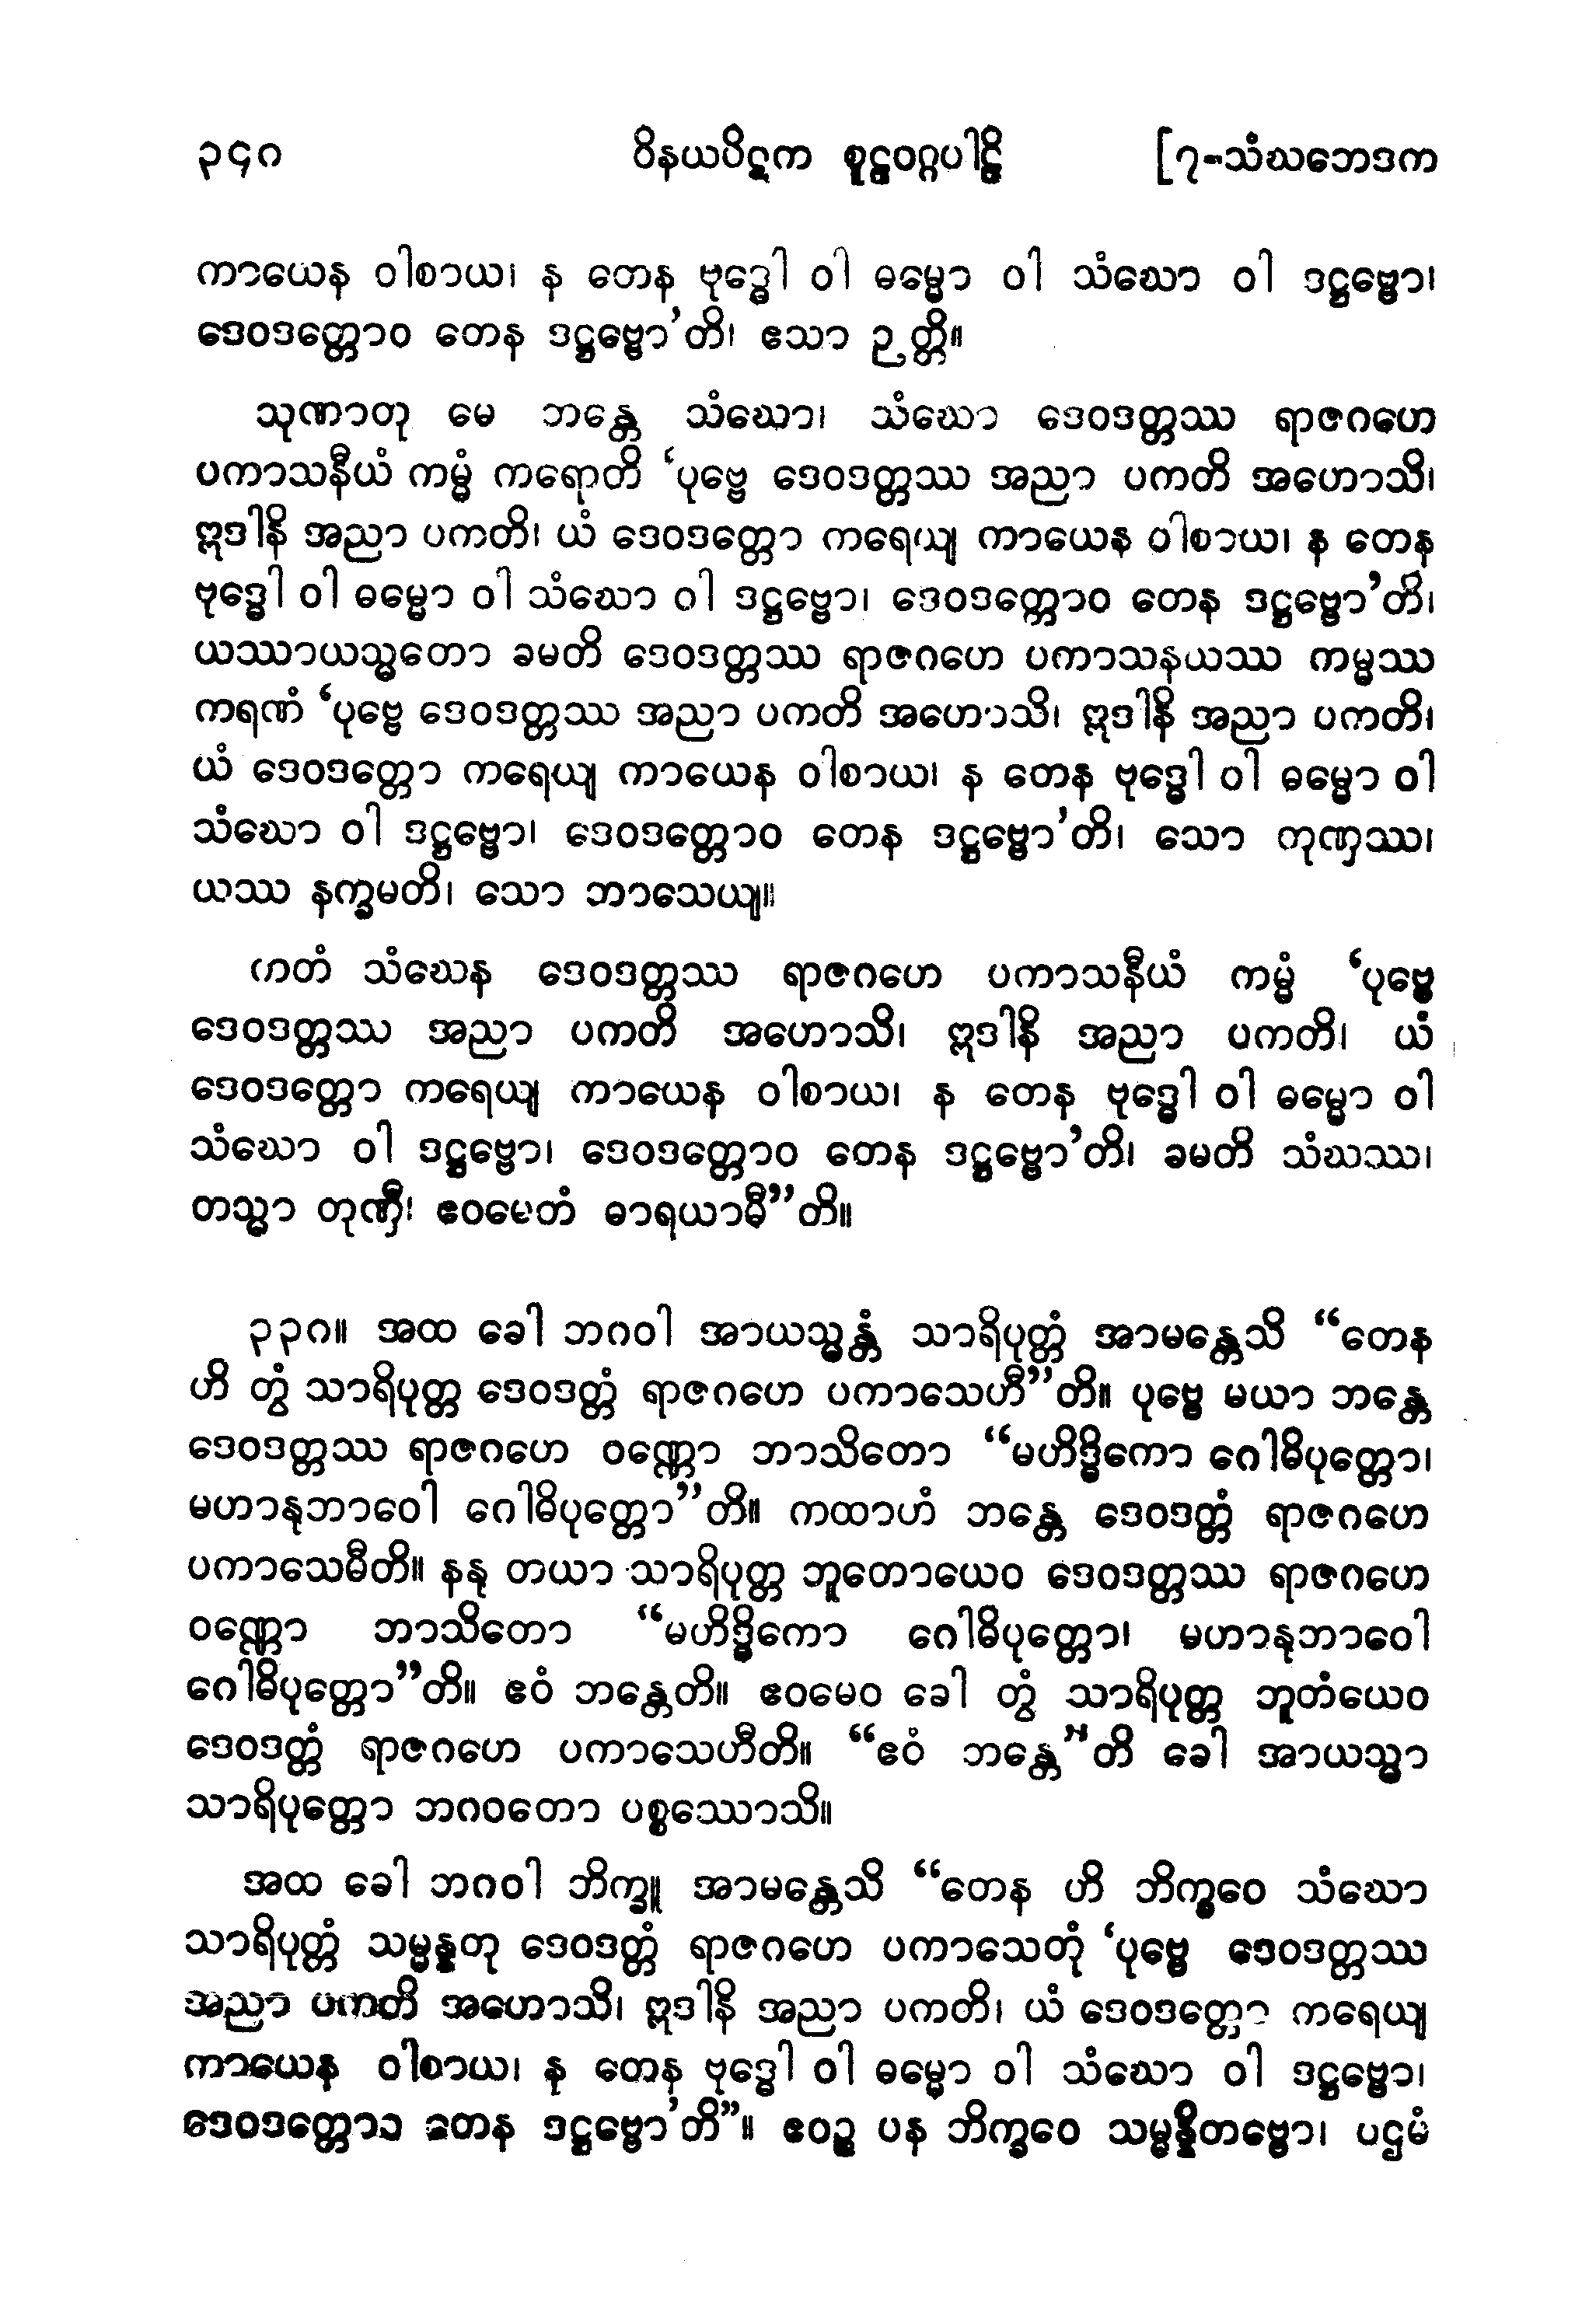 ၃၄၈ ဝိနယပိဋက စူဠဝဂ္ဂပါဠိ [၇-သံဃဘေဒက
ကာယေန ဝါစာယ၊ န တေန ဗုဒ္ဓေါ ဝါ ဓမ္မော ဝါ သံဃော ဝါ ဒဋ္ဌဗ္ဗော၊
ဒေဝဒတ္တောဝ တေန ဒဋ္ဌဗ္ဗော’တိ၊ ဧသာ ဉတ္တိ။
သုဏာတု မေ ဘန္တေ သံဃော၊ သံဃော ဒေဝဒတ္တဿ ရာဇဂဟေ
ပကာသနီယံ ကမ္မံ ကရောတိ ‘ပုဗ္ဗေ ဒေဝဒတ္တဿ အညာ ပကတိ အဟောသိ၊
ဣဒါနိ အညာ ပကတိ၊ ယံ ဒေဝဒတ္တော ကရေယျ ကာယေန ဝါစာယ၊ န တေန
ဗုဒ္ဓေါ ဝါ ဓမ္မော ဝါ သံဃော ဝါ ဒဋ္ဌဗ္ဗော၊ ဒေဝဒတ္တောဝ တေန ဒဋ္ဌဗ္ဗော’တိ၊
ယဿာယသ္မတော ခမတိ ဒေဝဒတ္တဿ ရာဇဂဟေ ပကာသနယဿ ကမ္မဿ
ကရဏံ ‘ပုဗ္ဗေ ဒေဝဒတ္တဿ အညာ ပကတိ အဟောသိ၊ ဣဒါနိ အညာ ပကတိ၊
ယံ ဒေဝဒတ္တော ကရေယျ ကာယေန ဝါစာယ၊ န တေန ဗုဒ္ဓေါ ဝါ ဓမ္မော ဝါ
သံဃော ဝါ ဒဋ္ဌဗ္ဗော၊ ဒေဝဒတ္တောဝ တေန ဒဋ္ဌဗ္ဗော’တိ၊ သော တုဏှဿ၊
ယဿ နက္ခမတိ၊ သော ဘာသေယျ။
ကတံ သံဃေန ဒေဝဒတ္တဿ ရာဇဂဟေ ပကာသနီယံ ကမ္မံ ‘ပုဗ္ဗေ
ဒေဝဒတ္တဿ အညာ ပကတိ အဟောသိ၊ ဣဒါနိ အညာ ပကတိ၊ ယံ
ဒေဝဒတ္တော ကရေယျ ကာယေန ဝါစာယ၊ န တေန ဗုဒ္ဓေါ ဝါ ဓမ္မော ဝါ
သံဃော ဝါ ဒဋ္ဌဗ္ဗော၊ ဒေဝဒတ္တောဝ တေန ဒဋ္ဌဗ္ဗော’တိ၊ ခမတိ သံဃဿ၊
တသ္မာ တုဏှီ၊ ဧဝမေတံ ဓာရယာမီ”တိ။
၃၃၈။ အထ ခေါ ဘဂဝါ အာယသ္မန္တံ သာရိပုတ္တံ အာမန္တေသိ “တေန
ဟိ တွံ သာရိပုတ္တ ဒေဝဒတ္တံ ရာဇဂဟေ ပကာသေဟီ”တိ။ ပုဗ္ဗေ မယာ ဘန္တေ
ဒေဝဒတ္တဿ ရာဇဂဟေ ဝဏ္ဏော ဘာသိတော “မဟိဒ္ဓိကော ဂေါဓိပုတ္တော၊
မဟာနုဘာဝေါ ဂေါဓိပုတ္တော”တိ။ ကထာဟံ ဘန္တေ ဒေဝဒတ္တံ ရာဇဂဟေ
ပကာသေမီတိ။ နနု တယာ သာရိပုတ္တ ဘူတောယေဝ ဒေဝဒတ္တဿ ရာဇဂဟေ
ဝဏ္ဏော ဘာသိတော “မဟိဒ္ဓိကော ဂေါဓိပုတ္တော၊ မဟာနုဘာဝေါ
ဂေါဓိပုတ္တော”တိ။ ဧဝံ ဘန္တေတိ။ ဧဝမေဝ ခေါ တွံ သာရိပုတ္တ ဘူတံယေဝ
ဒေဝဒတ္တံ ရာဇဂဟေ ပကာသေဟီတိ။ “ဧဝံ ဘန္တေ”တိ ခေါ အာယသ္မာ
သာရိပုတ္တော ဘဂဝတော ပစ္စဿောသိ။
အထ ခေါ ဘဂဝါ ဘိက္ခူ အာမန္တေသိ “တေန ဟိ ဘိက္ခဝေ သံဃော
သာရိပုတ္တံ သမ္မန္နတု ဒေဝဒတ္တံ ရာဇဂဟေ ပကာသေတုံ ‘ပုဗ္ဗေ ဒေဝဒတ္တဿ
အညာ ပကတိ အဟောသိ၊ ဣဒါနိ အညာ ပကတိ၊ ယံ ဒေဝဒတ္တော ကရေယျ
ကာယေန ဝါစာယ၊ န တေန ဗုဒ္ဓေါ ဝါ ဓမ္မော ဝါ သံဃော ဝါ ဒဋ္ဌဗ္ဗော၊
ဒေဝဒတ္တောဝ တေန ဒဋ္ဌဗ္ဗော’တိ”။ ဧဝဉ္စ ပန ဘိက္ခဝေ သမ္မန္နိတဗ္ဗော၊ ပဌမံ